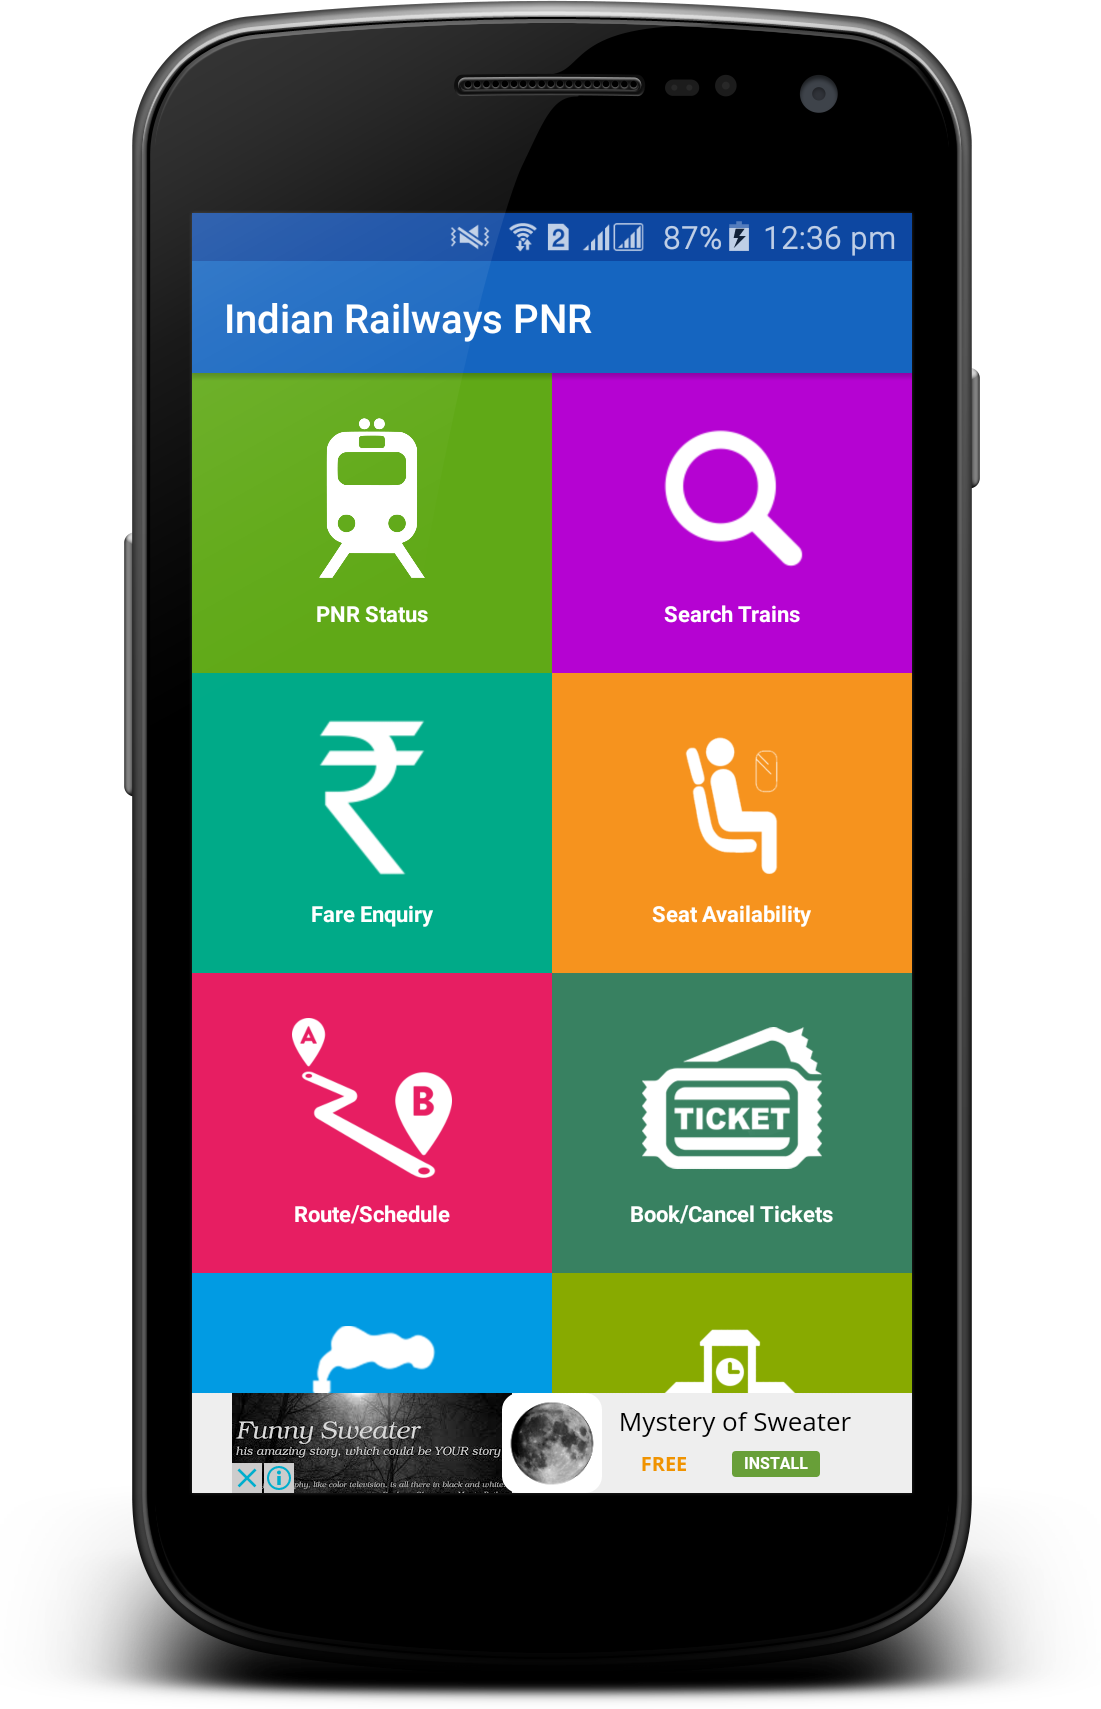 2 87% 12:36 pm
Indian Railways PNR
PNR Status
Search Trains
₹
Fare Enquiry
Seat Availability
A
B
TICKET
Route/Schedule
Book/Cancel Tickets
Funny Sweater
his amazing story, which could be YOUR story
phy, like color television, is all there in black and white
Mystery of Sweater
FREE
INSTALL